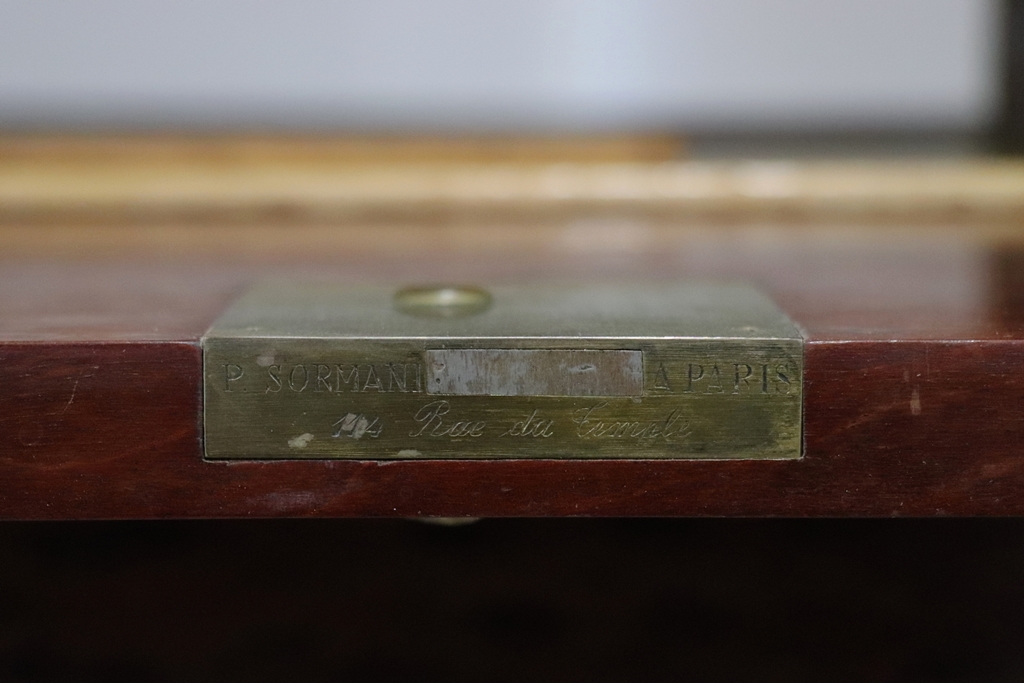 P. SORMANI A PARIS
114 Rue du Temple